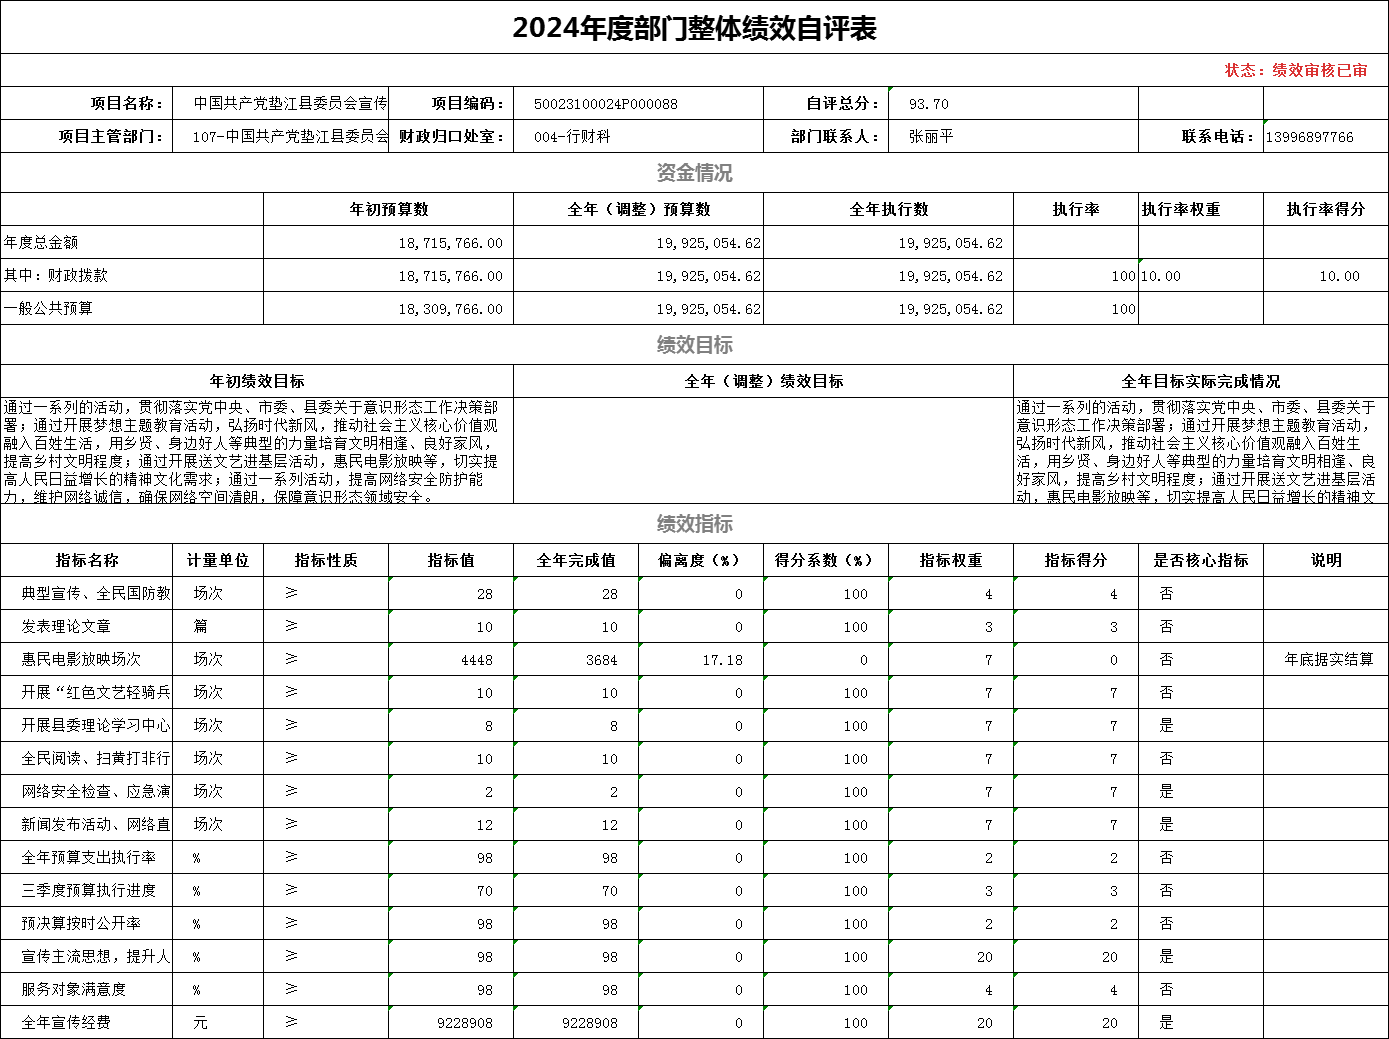 2024年度部门整体绩效自评表
状态：绩效审核已审
项目名称： 中国共产党垫江县委员会宣传 项目编码： 50023100024P000088 自评总分： 93.70
项目主管部门： 107-中国共产党垫江县委员会 财政归口处室： 004-行财科 部门联系人： 张丽平 联系电话： 13996897766
资金情况
年初预算数 全年（调整）预算数 全年执行数 执行率 执行率权重 执行率得分
年度总金额 18,715,766.00 19,925,054.62 19,925,054.62
其中：财政拨款 18,715,766.00 19,925,054.62 19,925,054.62 100 10.00 10.00
一般公共预算 18,309,766.00 19,925,054.62 19,925,054.62 100
绩效目标
年初绩效目标 全年（调整）绩效目标 全年目标实际完成情况
通过一系列的活动，贯彻落实党中央、市委、县委关于意识形态工作决策部
署；通过开展梦想主题教育活动，弘扬时代新风，推动社会主义核心价值观
融入百姓生活，用乡贤、身边好人等典型的力量培育文明相逢、良好家风，
提高乡村文明程度；通过开展送文艺进基层活动，惠民电影放映等，切实提
高人民日益增长的精神文化需求；通过一系列活动，提高网络安全防护能
力，维护网络诚信，确保网络空间清朗，保障意识形态领域安全。
通过一系列的活动，贯彻落实党中央、市委、县委关于
意识形态工作决策部署；通过开展梦想主题教育活动，
弘扬时代新风，推动社会主义核心价值观融入百姓生
活，用乡贤、身边好人等典型的力量培育文明相逢、良
好家风，提高乡村文明程度；通过开展送文艺进基层活
动，惠民电影放映等，切实提高人民日益增长的精神文
绩效指标
指标名称 计量单位 指标性质 指标值 全年完成值 偏离度（%） 得分系数（%） 指标权重 指标得分 是否核心指标 说明
典型宣传、全民国防教 场次 ≥ 28 28 0 100 4 4 否
发表理论文章 篇 ≥ 10 10 0 100 3 3 否
惠民电影放映场次 场次 ≥ 4448 3684 17.18 0 7 0 否 年底据实结算
开展“红色文艺轻骑兵 场次 ≥ 10 10 0 100 7 7 否
开展县委理论学习中心 场次 ≥ 8 8 0 100 7 7 是
全民阅读、扫黄打非行 场次 ≥ 10 10 0 100 7 7 否
网络安全检查、应急演 场次 ≥ 2 2 0 100 7 7 是
新闻发布活动、网络直 场次 ≥ 12 12 0 100 7 7 是
全年预算支出执行率 % ≥ 98 98 0 100 2 2 否
三季度预算执行进度 % ≥ 70 70 0 100 3 3 否
预决算按时公开率 % ≥ 98 98 0 100 2 2 否
宣传主流思想，提升人 % ≥ 98 98 0 100 20 20 是
服务对象满意度 % ≥ 98 98 0 100 4 4 否
全年宣传经费 元 ≥ 9228908 9228908 0 100 20 20 是